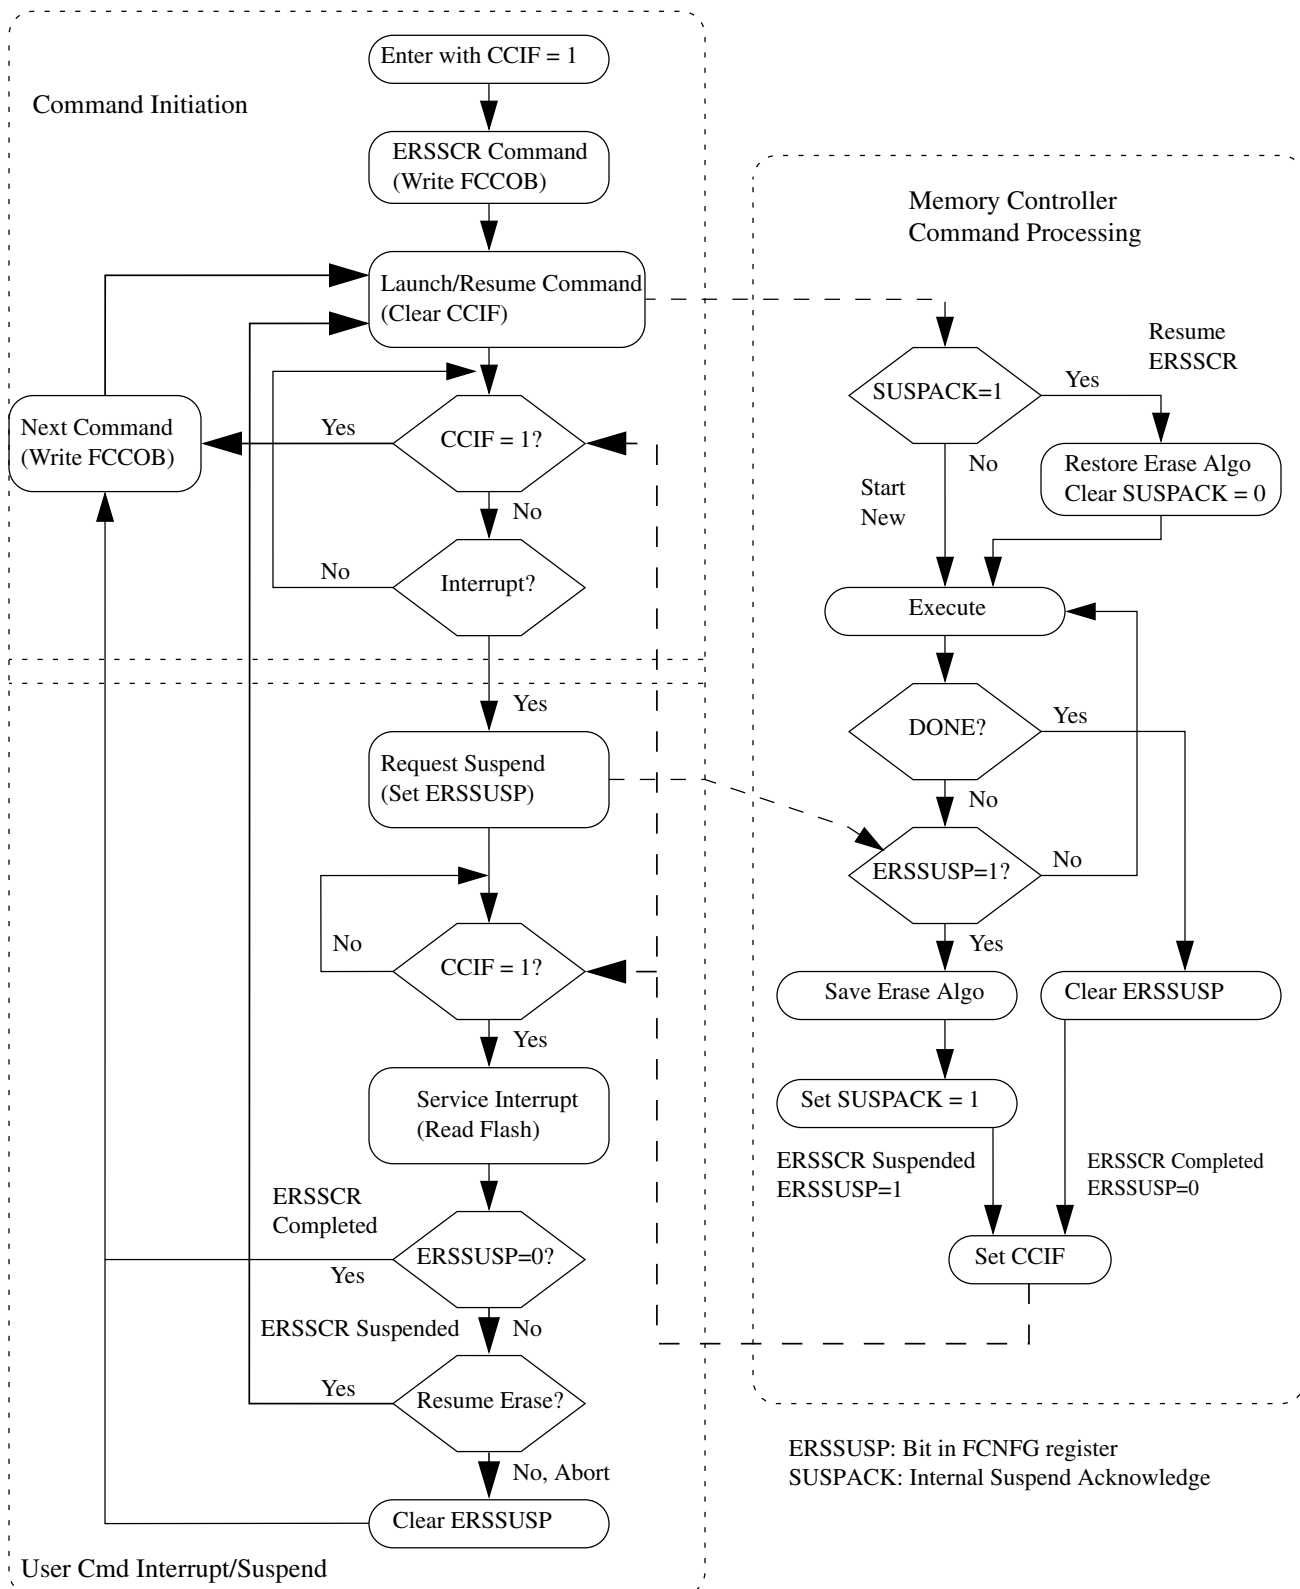 Enter with CCIF = 1
Command Initiation
ERSSCR Command
(Write FCCOB)
Launch/Resume Command
(Clear CCIF)
Next Command
(Write FCCOB)
Yes
CCIF = 1?
No
No
Interrupt?
Yes
Request Suspend
(Set ERSSUSP)
No
CCIF = 1?
Yes
Service Interrupt
(Read Flash)
ERSSCR
Completed
ERSSUSP=0?
Yes
ERSSCR Suspended
No
Yes
Resume Erase?
No, Abort
Clear ERSSUSP
User Cmd Interrupt/Suspend
Memory Controller
Command Processing
Resume
ERSSCR
SUSPACK=1
Yes
No
Restore Erase Algo
Clear SUSPACK = 0
Start
New
Execute
DONE?
Yes
No
ERSSUSP=1?
No
Yes
Save Erase Algo
Clear ERSSUSP
Set SUSPACK = 1
ERSSCR Suspended
ERSSUSP=1
ERSSCR Completed
ERSSUSP=0
Set CCIF
ERSSUSP: Bit in FCNFG register
SUSPACK: Internal Suspend Acknowledge